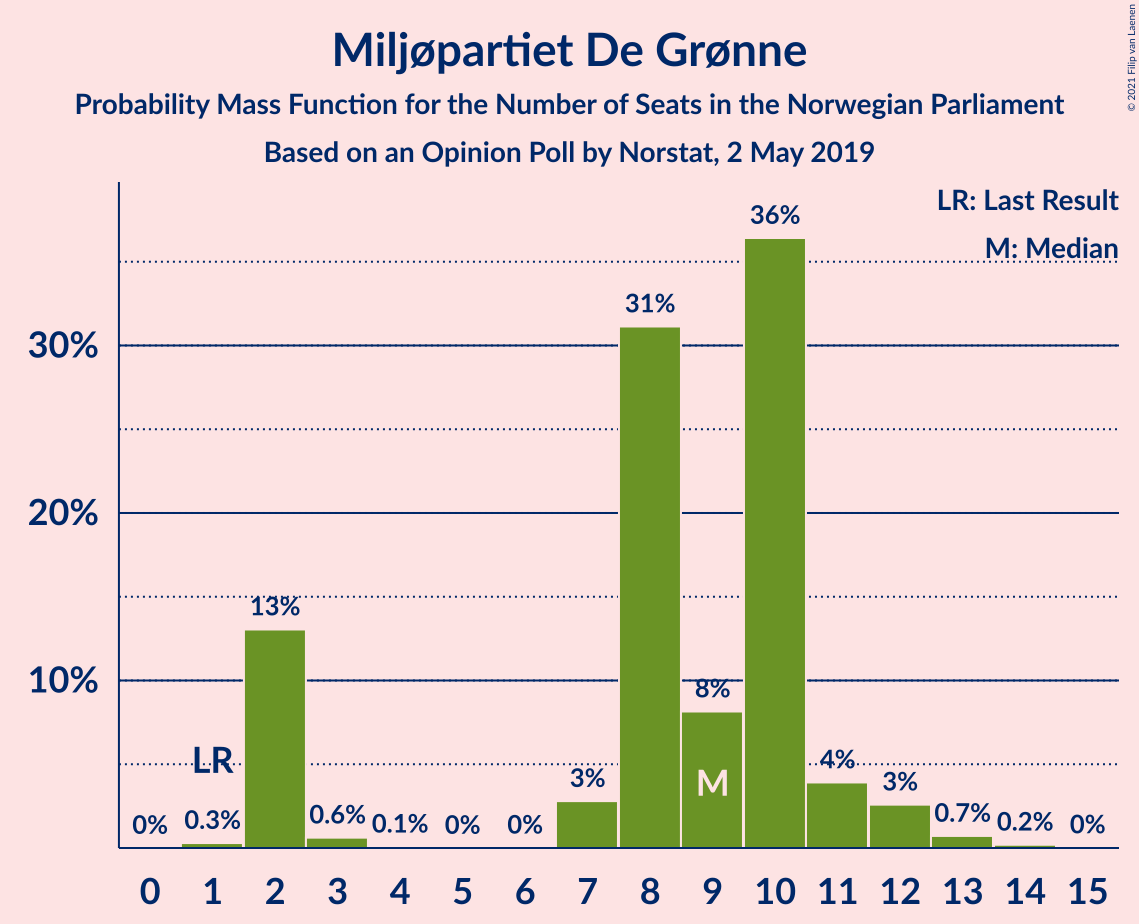 Miljøpartiet De Grønne
Probability Mass Function for the Number of Seats in the Norwegian Parliament
Based on an Opinion Poll by Norstat, 2 May 2019
© 2021 Filip van Laenen
LR: Last Result
M: Median
30%
20%
10%
0%
0.3%
13%
0.6%
0.1%
0%
0%
3%
31%
8%
36%
4%
3%
0.7%
0.2%
0%
LR
M
0 1 2 3 4 5 6 7 8 9 10 11 12 13 14 15